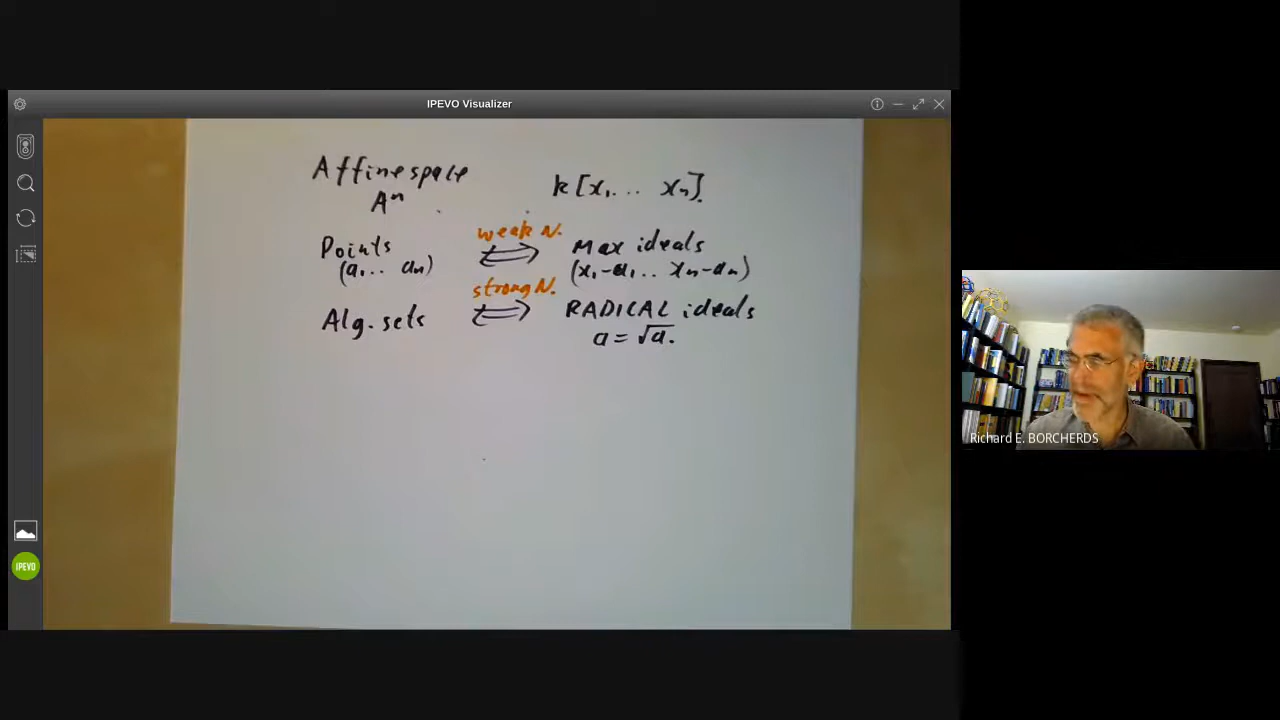 IPEVO Visualizer
Affine space
Aⁿ
k[x₁... xₙ].
weak N.
Points ⇐⇒ Max ideals
(a₁... aₙ) (x₁-a₁... xₙ-aₙ)
strong N.
Alg. sets ⇐⇒ RADICAL ideals
a = √a.
IPEVO
Richard E. BORCHERDS